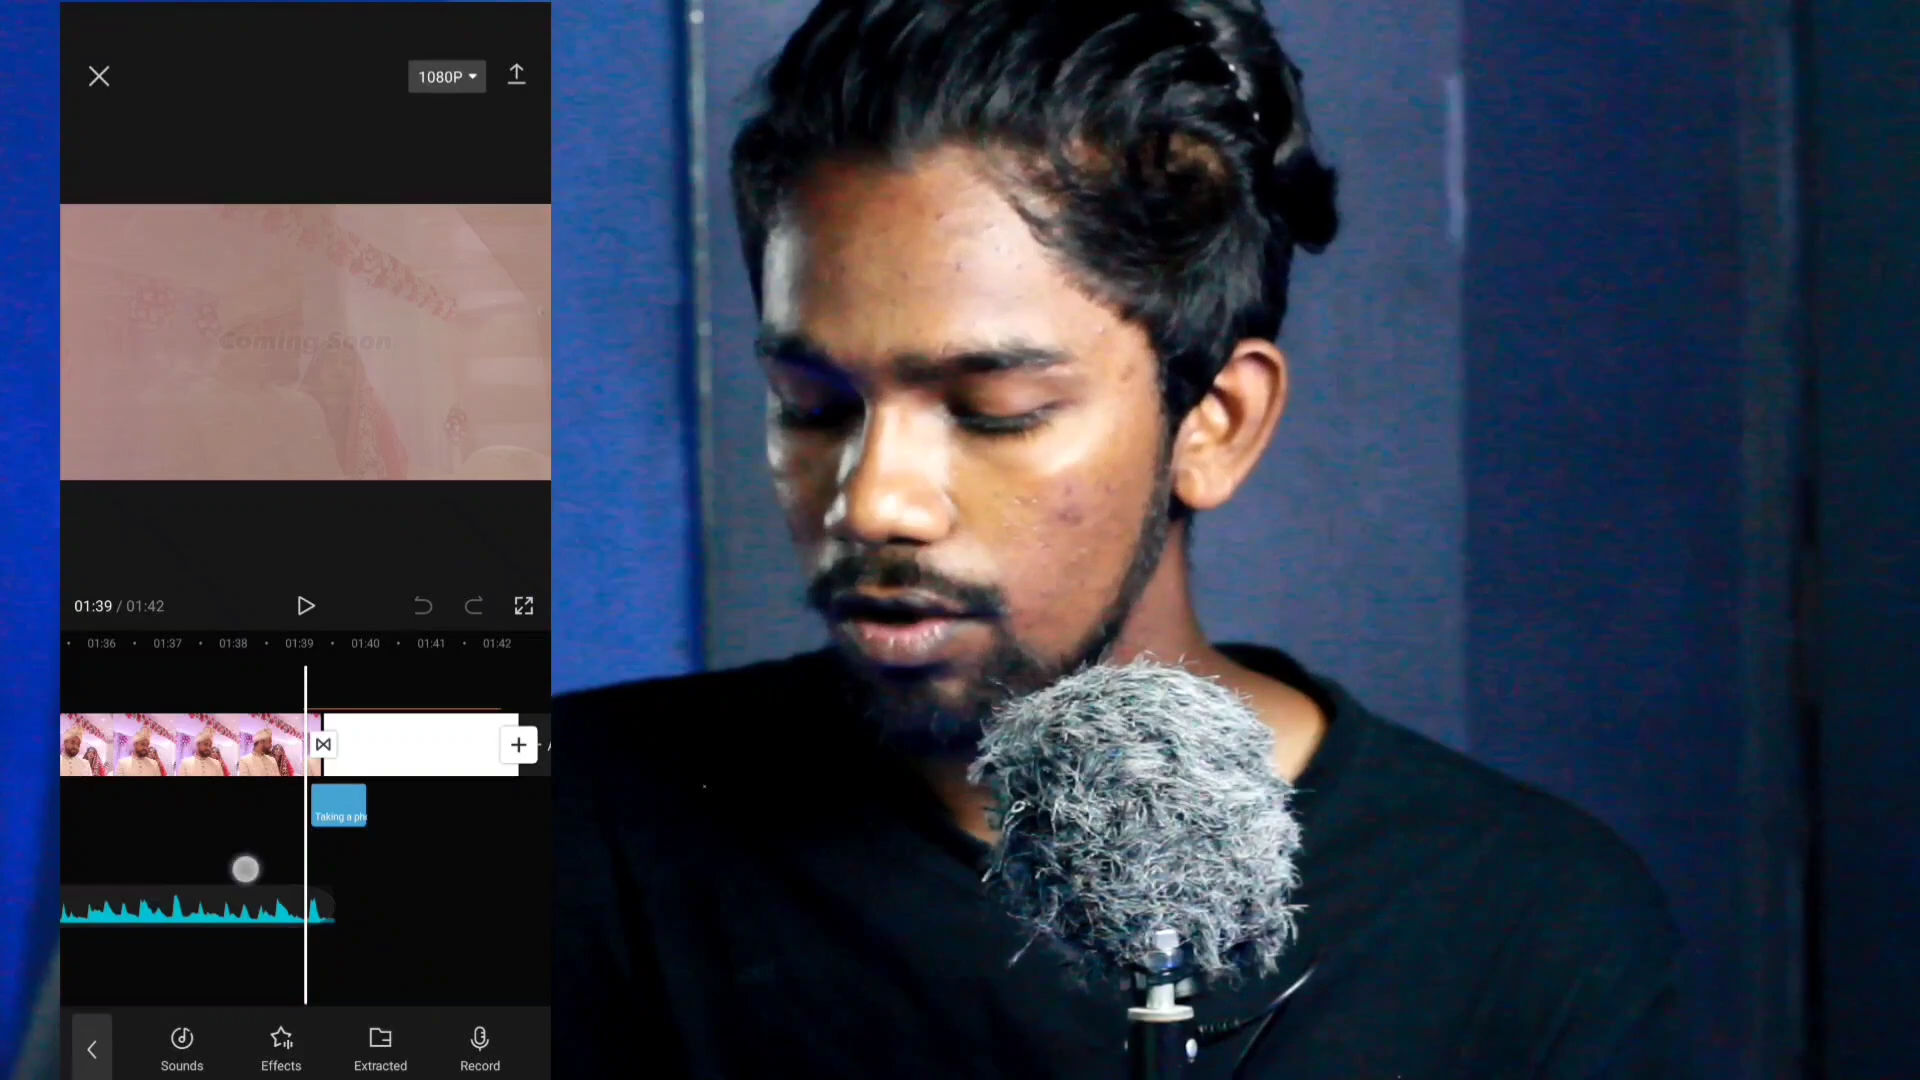 1080P
Coming Soon
01:39 / 01:42
01:36 01:37 01:38 01:39 01:40 01:41 01:42
Taking a ph
Sounds Effects Extracted Record